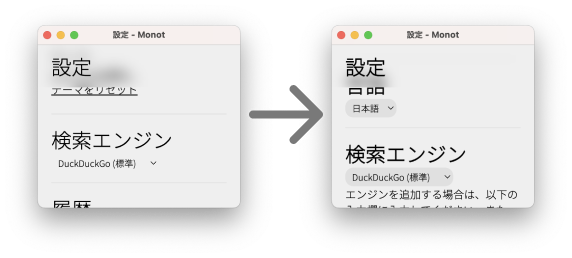 設定 - Monot
設定
テーマをリセット
検索エンジン
DuckDuckGo (標準)
履歴
設定 - Monot
設定
言語
日本語
検索エンジン
DuckDuckGo (標準)
エンジンを追加する場合は、以下の